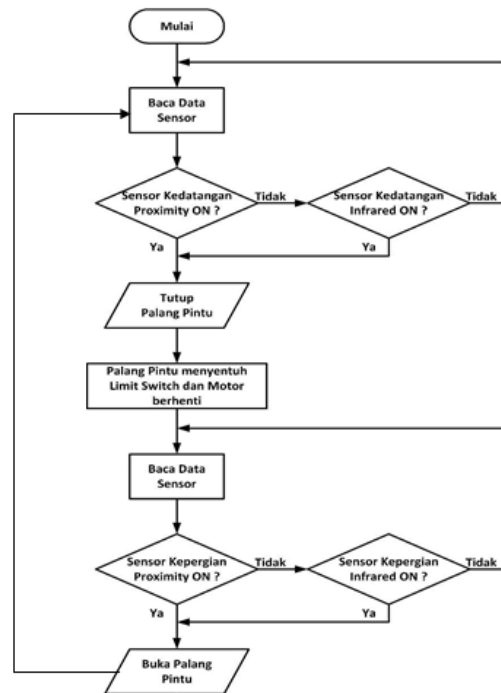 Mulai
Baca Data
Sensor
Sensor Kedatangan
Proximity ON ?
Tidak
Sensor Kedatangan
Infrared ON ?
Tidak
Ya
Ya
Tutup
Palang Pintu
Palang Pintu menyentuh
Limit Switch dan Motor
berhenti
Baca Data
Sensor
Sensor Kepergian
Proximity ON ?
Tidak
Sensor Kepergian
Infrared ON ?
Tidak
Ya
Ya
Buka Palang
Pintu